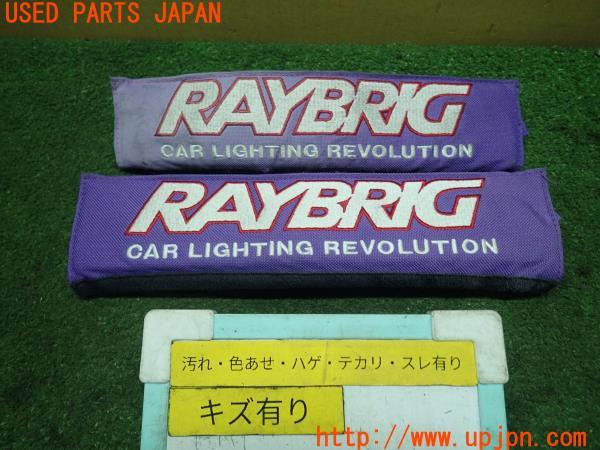 USED PARTS JAPAN
RAYBRIG
CAR LIGHTING REVOLUTION
RAYBRIG
CAR LIGHTING REVOLUTION
汚れ・色あせ・ハゲ・テカリ・スレ有り
キズ有り
http://www.upjpn.com